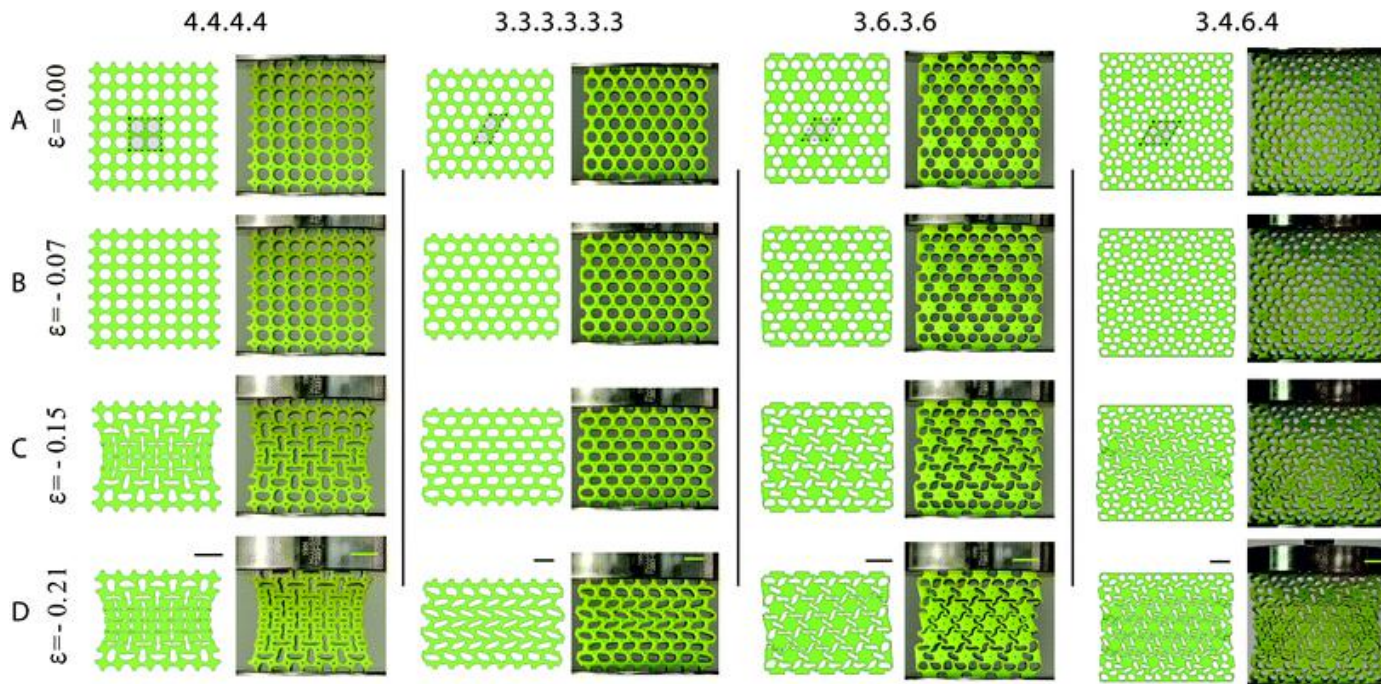 4.4.4.4 3.3.3.3.3.3 3.6.3.6 3.4.6.4
A ε = 0.00
B ε = - 0.07
C ε = - 0.15
D ε = - 0.21